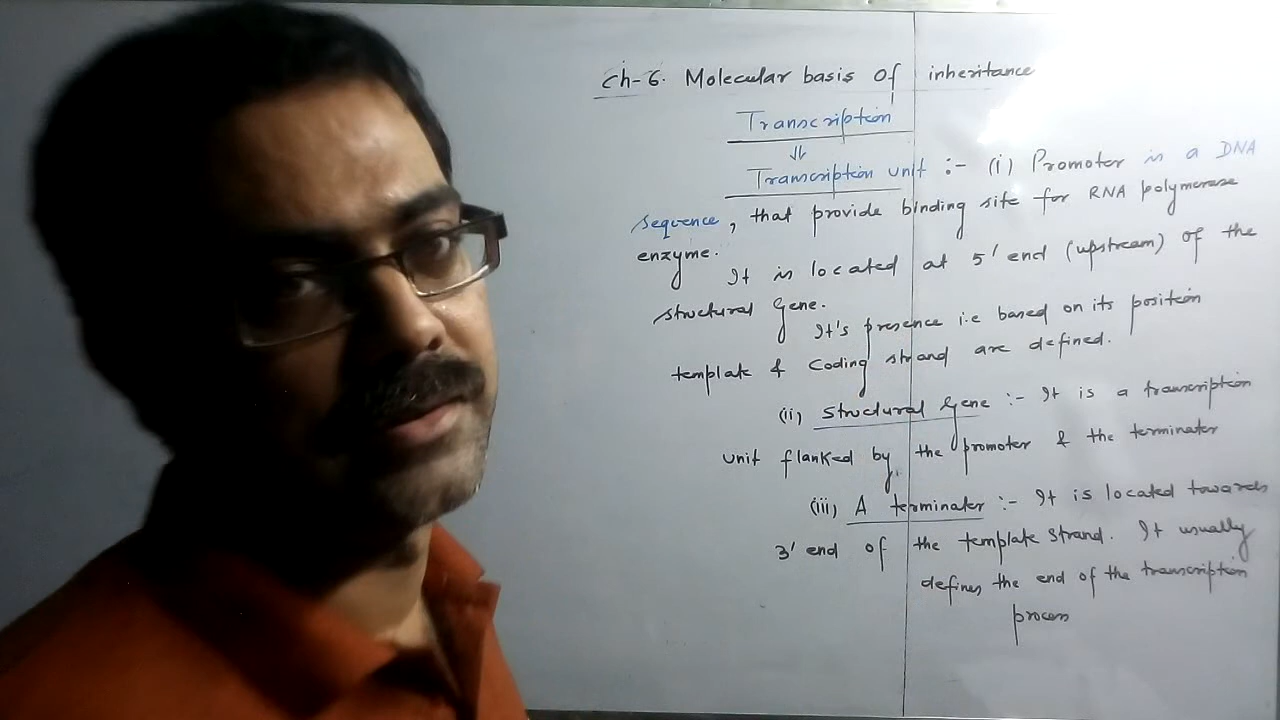 Ch-6. Molecular basis of inheritance
Transcription
⇓
Transcription unit :- (i) Promoter is a DNA
sequence, that provide binding site for RNA polymerase
enzyme.
It is located at 5' end (upstream) of the
structural Gene.
It's presence i.e based on its position
template & Coding strand are defined.
(ii) Structural Gene :- It is a transcription
unit flanked by the promoter & the terminater
(iii) A terminater :- It is located towards
3' end of the template strand. It usually
defines the end of the transcription
process